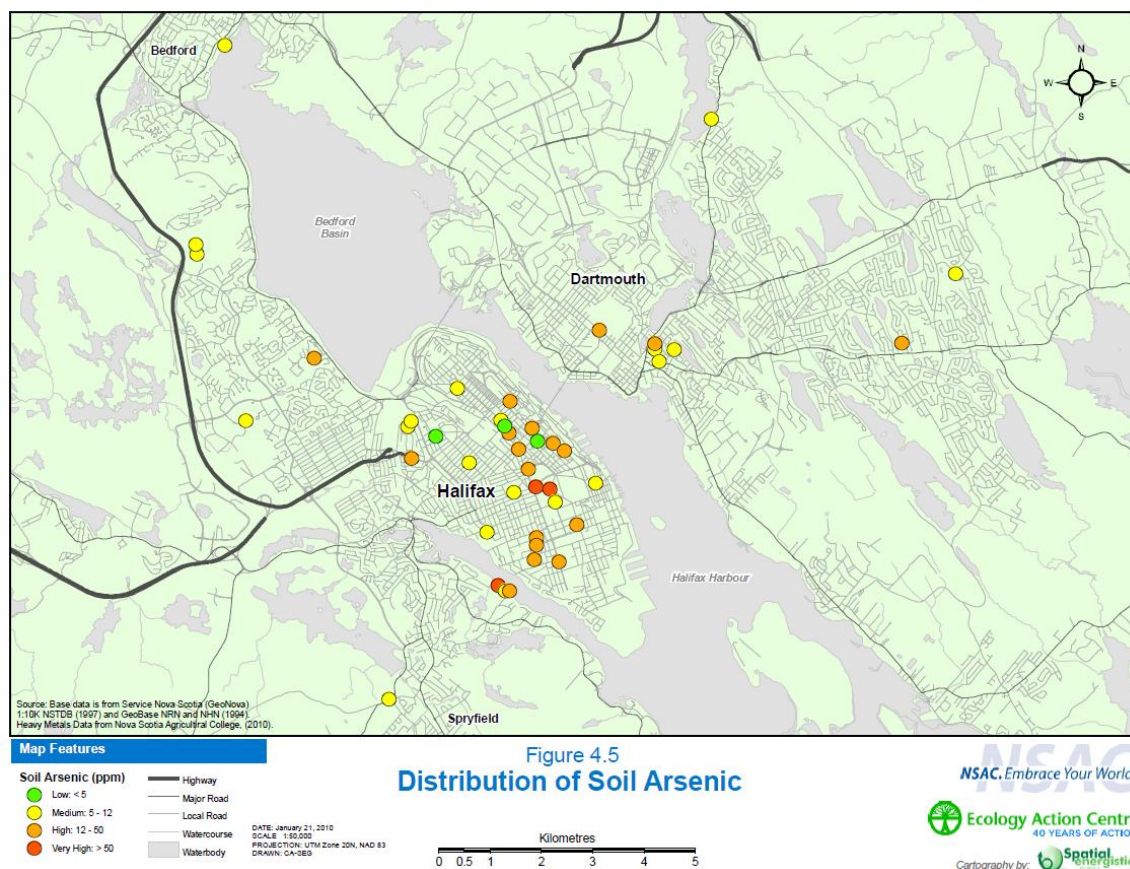 Bedford
N
W E
S
Bedford
Basin
Dartmouth
Halifax
Halifax Harbour
Source: Base data is from Service Nova Scotia (GeoNova)
1:10K NSTDB (1997) and GeoBase NRN and NHN (1994).
Heavy Metals Data from Nova Scotia Agricultiral College, (2010).
Spryfield
Map Features
Soil Arsenic (ppm)
Low: < 5
Medium: 5 - 12
High: 12 - 50
Very High: > 50
Highway
Major Road
Local Road
Watercourse
Waterbody
DATE: January 21, 2010
SCALE 1:50,000
PROJECTION: UTM Zone 20N, NAD 83
DRAWN: CA-SEG
Figure 4.5
Distribution of Soil Arsenic
Kilometres
0 0.5 1 2 3 4 5
NSAC
NSAC. Embrace Your World
Ecology Action Centr
40 YEARS OF ACTIO
Cartography by: Spatial
energistic